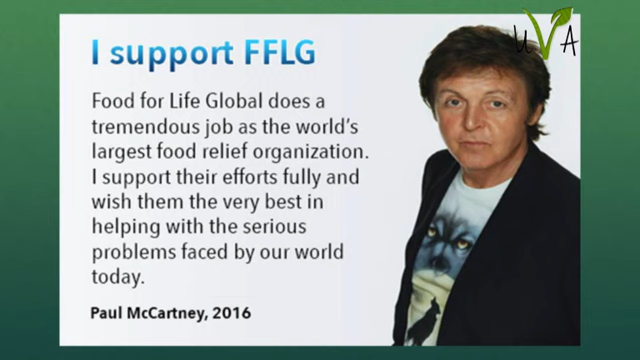 UVA
I support FFLG
Food for Life Global does a
tremendous job as the world's
largest food relief organization.
I support their efforts fully and
wish them the very best in
helping with the serious
problems faced by our world
today.
Paul McCartney, 2016